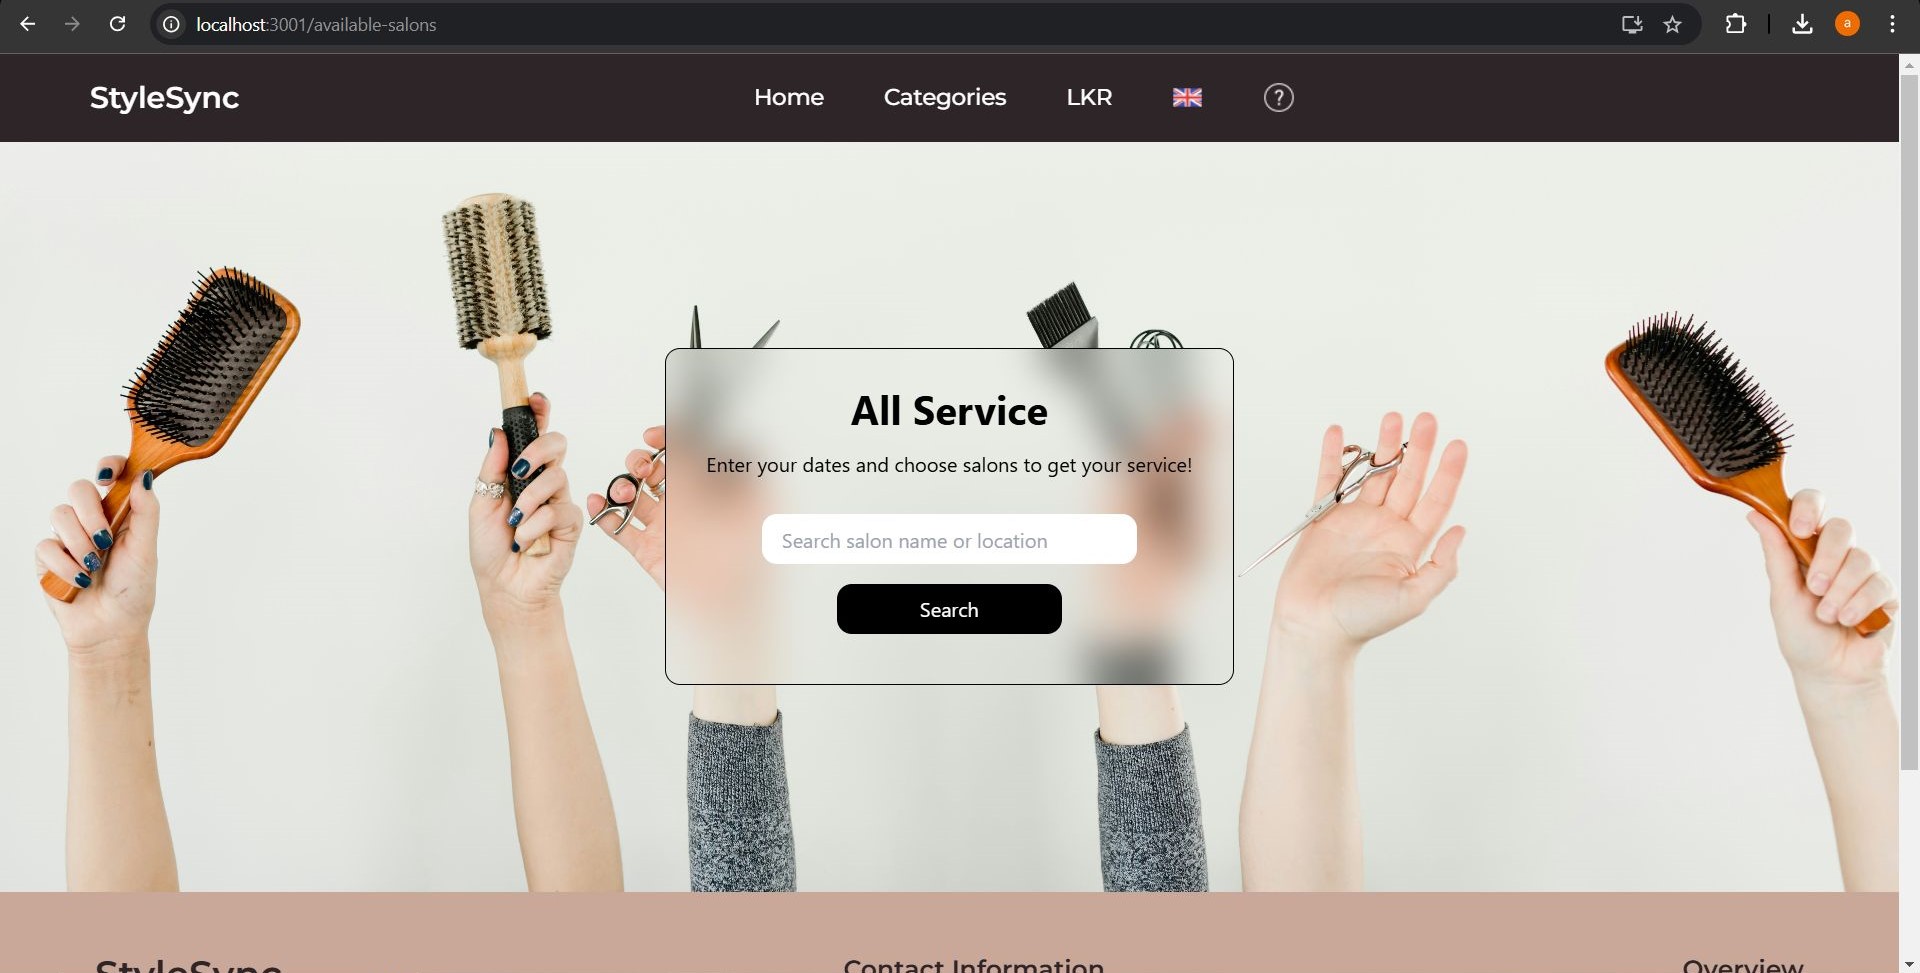 localhost:3001/available-salons
a
StyleSync
Home Categories LKR ?
All Service
Enter your dates and choose salons to get your service!
Search salon name or location
Search
StyleSync Contact Information Overview